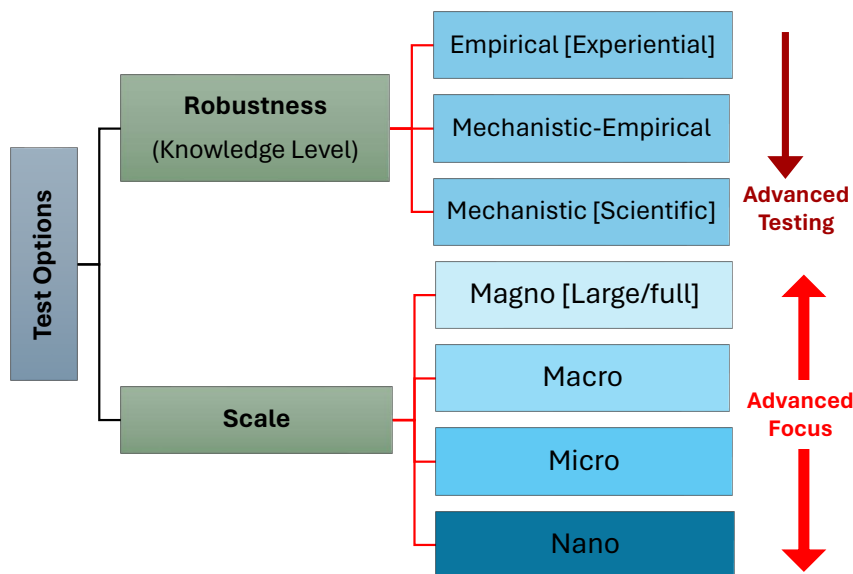 Test Options
Robustness
(Knowledge Level)
Empirical [Experiential]
Mechanistic-Empirical
Mechanistic [Scientific]
Advanced
Testing
Scale
Magno [Large/full]
Macro
Micro
Nano
Advanced
Focus